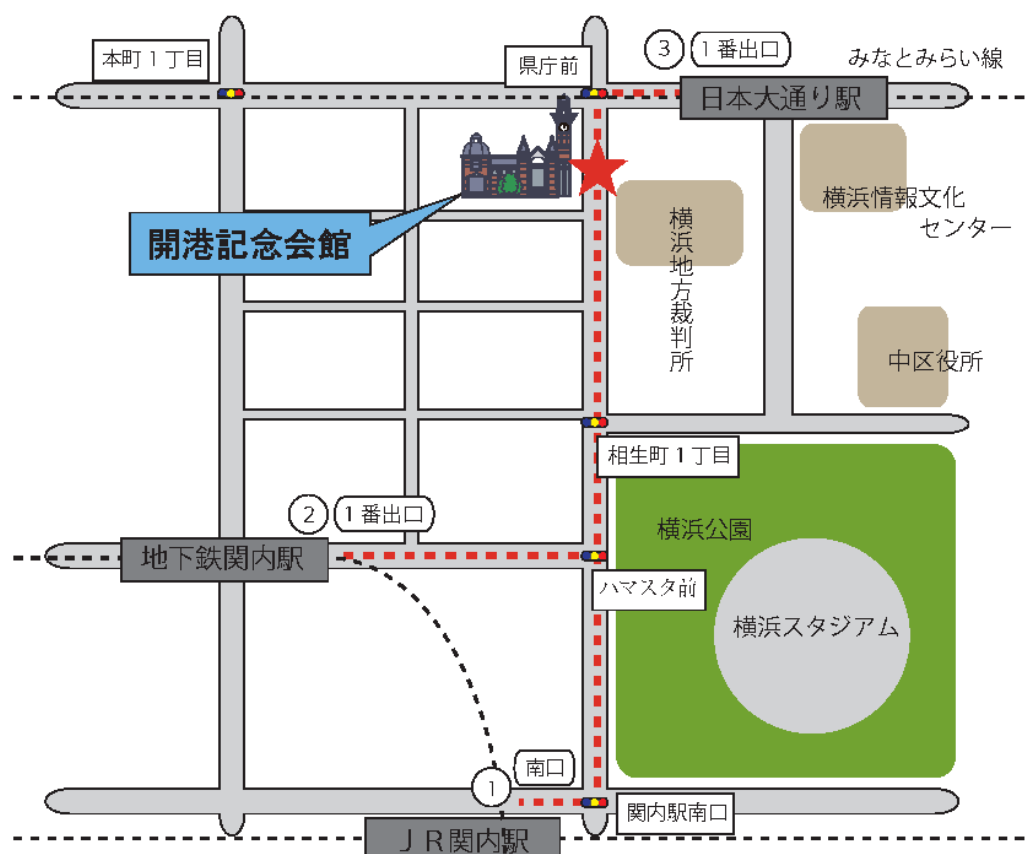 本町１丁目
県庁前
③
１番出口
みなとみらい線
日本大通り駅
横浜情報文化
センター
横浜地方裁判所
開港記念会館
中区役所
相生町１丁目
②
１番出口
横浜公園
地下鉄関内駅
ハマスタ前
横浜スタジアム
南口
①
関内駅南口
ＪＲ関内駅